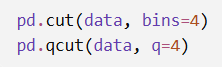 pd.cut(data, bins=4)
pd.qcut(data, q=4)